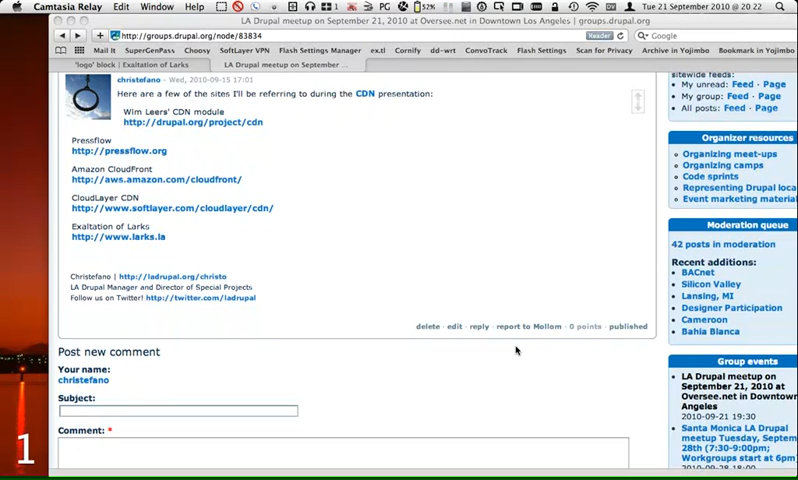 Camtasia Relay File Edit Window Help
Tue 21 September 2010 @ 20 22
LA Drupal meetup on September 21, 2010 at Oversee.net in Downtown Los Angeles | groups.drupal.org
http://groups.drupal.org/node/83834
Reader
Google
Mail It SuperGenPass Choosy SoftLayer VPN Flash Settings Manager ex.tl Cornify dd-wrt ConvoTrack Flash Settings Scan for Privacy Archive in Yojimbo Bookmark in Yojimbo
'logo' block | Exaltation of Larks
LA Drupal meetup on September ...
christefano - Wed, 2010-09-15 17:01
Here are a few of the sites I'll be referring to during the CDN presentation:
Wim Leers' CDN module
http://drupal.org/project/cdn
Pressflow
http://pressflow.org
Amazon CloudFront
http://aws.amazon.com/cloudfront/
CloudLayer CDN
http://www.softlayer.com/cloudlayer/cdn/
Exaltation of Larks
http://www.larks.la
Christefano | http://ladrupal.org/christo
LA Drupal Manager and Director of Special Projects
Follow us on Twitter! http://twitter.com/ladrupal
delete · edit · reply · report to Mollom · 0 points · published
Post new comment
Your name:
christefano
Subject:
Comment: *
sitewide feeds:
My unread: Feed · Page
My group: Feed · Page
All posts: Feed · Page
Organizer resources
Organizing meet-ups
Organizing camps
Code sprints
Representing Drupal loca
Event marketing material
Moderation queue
42 posts in moderation
Recent additions:
BACnet
Silicon Valley
Lansing, MI
Designer Participation
Cameroon
Bahia Blanca
Group events
LA Drupal meetup on
September 21, 2010 at
Oversee.net in Downtown
Angeles
2010-09-21 19:30
Santa Monica LA Drupal
meetup Tuesday, Septem
28th (7:30-9:00pm;
Workgroups start at 6pm)
2010-09-28 18:00
1